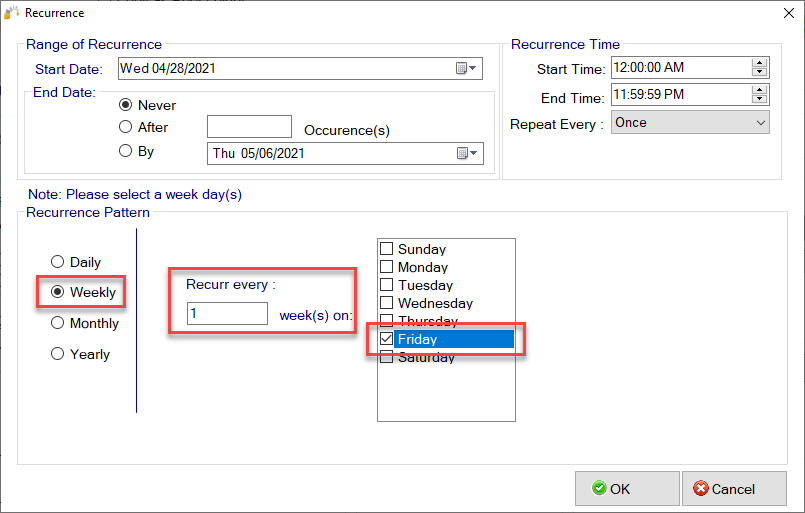 Recurrence
Range of Recurrence
Start Date: Wed 04/28/2021
End Date:
Never
After Occurence(s)
By Thu 05/06/2021
Recurrence Time
Start Time: 12:00:00 AM
End Time: 11:59:59 PM
Repeat Every : Once
Note: Please select a week day(s)
Recurrence Pattern
Daily
Weekly
Monthly
Yearly
Recurr every :
1 week(s) on:
Sunday
Monday
Tuesday
Wednesday
Thursday
Friday
Saturday
OK
Cancel